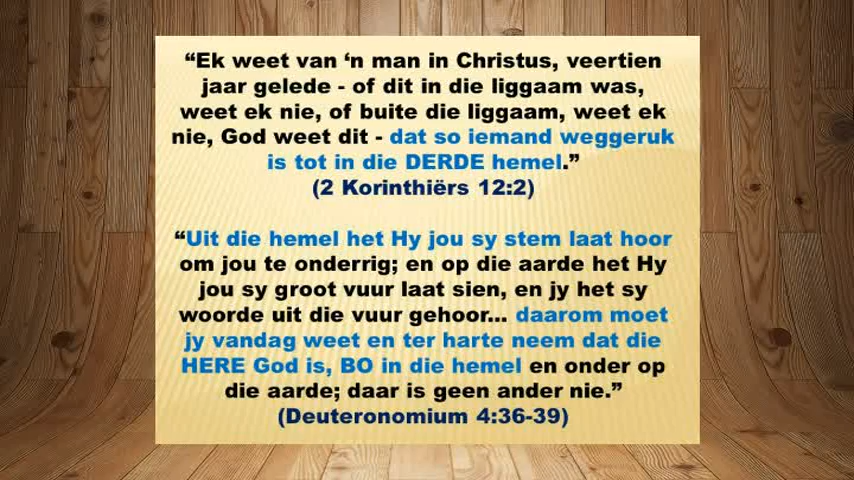 “Ek weet van ‘n man in Christus, veertien
jaar gelede - of dit in die liggaam was,
weet ek nie, of buite die liggaam, weet ek
nie, God weet dit - dat so iemand weggeruk
is tot in die DERDE hemel.”
(2 Korinthiërs 12:2)
“Uit die hemel het Hy jou sy stem laat hoor
om jou te onderrig; en op die aarde het Hy
jou sy groot vuur laat sien, en jy het sy
woorde uit die vuur gehoor... daarom moet
jy vandag weet en ter harte neem dat die
HERE God is, BO in die hemel en onder op
die aarde; daar is geen ander nie.”
(Deuteronomium 4:36-39)